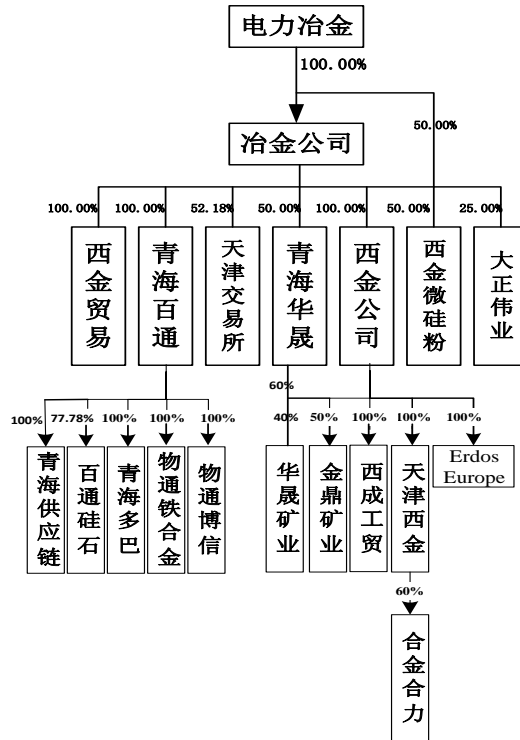 电力冶金
100.00%
50.00%
冶金公司
100.00%
100.00%
52.18%
50.00%
100.00%
50.00%
25.00%
西金贸易
青海百通
天津交易所
青海华晟
西金公司
西金微硅粉
大正伟业
60%
100%
77.78%
100%
100%
100%
40%
50%
100%
100%
100%
青海供应链
百通硅石
青海多巴
物通铁合金
物通博信
华晟矿业
金鼎矿业
西成工贸
天津西金
Erdos
Europe
60%
合金合力